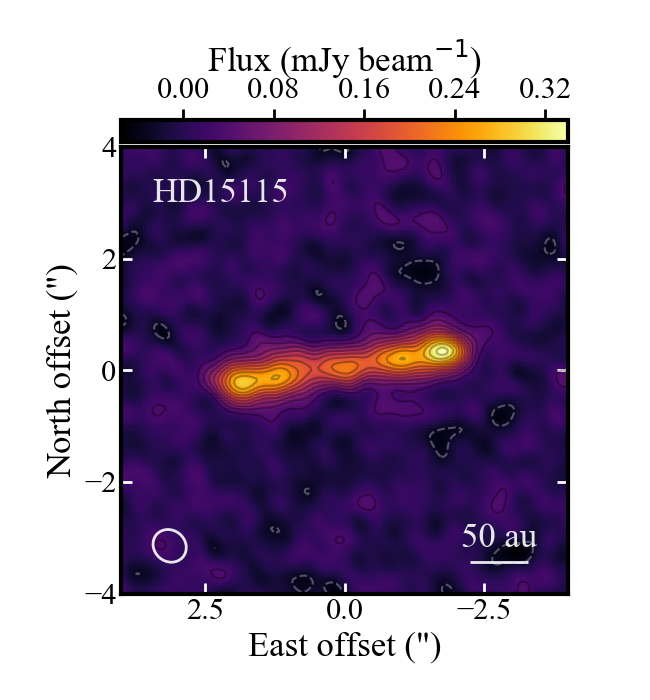 Flux (mJy beam⁻¹)
0.00 0.08 0.16 0.24 0.32
HD15115
4
2
0
−2
−4
North offset (")
50 au
2.5 0.0 −2.5
East offset (")